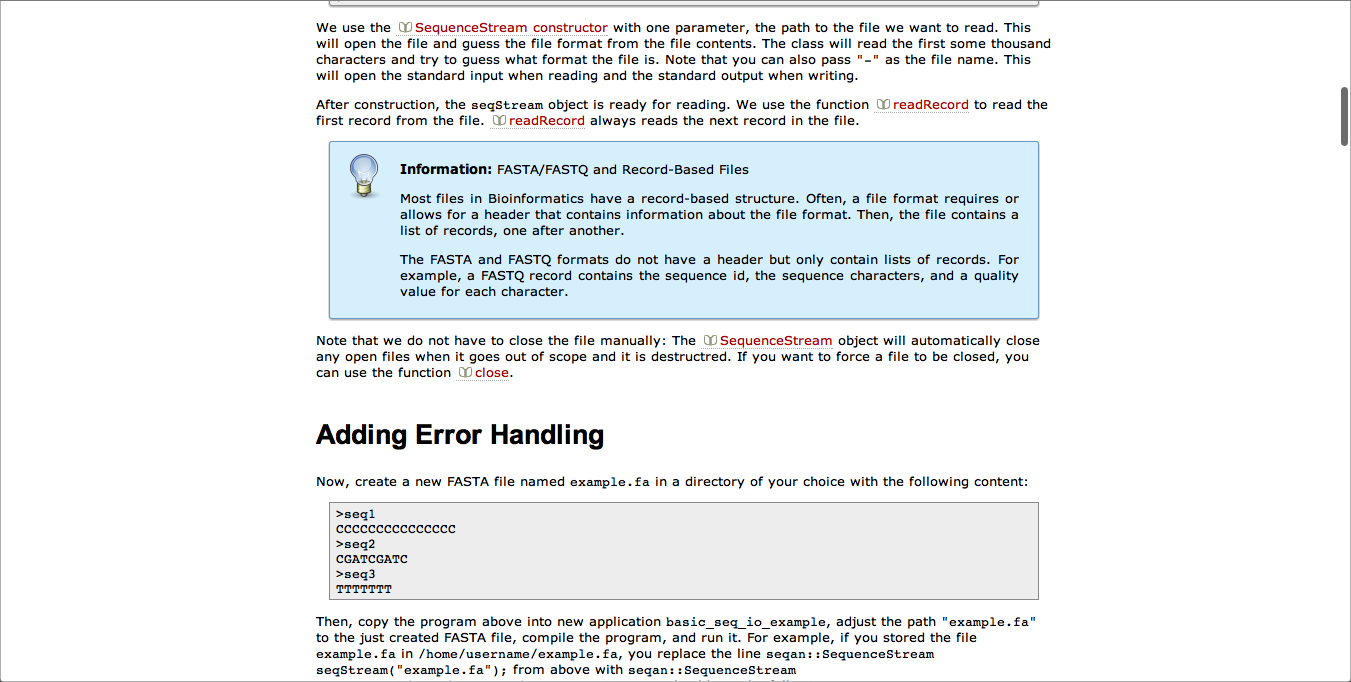 We use the SequenceStream constructor with one parameter, the path to the file we want to read. This
will open the file and guess the file format from the file contents. The class will read the first some thousand
characters and try to guess what format the file is. Note that you can also pass "-" as the file name. This
will open the standard input when reading and the standard output when writing.
After construction, the seqStream object is ready for reading. We use the function readRecord to read the
first record from the file. readRecord always reads the next record in the file.
Information: FASTA/FASTQ and Record-Based Files
Most files in Bioinformatics have a record-based structure. Often, a file format requires or
allows for a header that contains information about the file format. Then, the file contains a
list of records, one after another.
The FASTA and FASTQ formats do not have a header but only contain lists of records. For
example, a FASTQ record contains the sequence id, the sequence characters, and a quality
value for each character.
Note that we do not have to close the file manually: The SequenceStream object will automatically close
any open files when it goes out of scope and it is destructred. If you want to force a file to be closed, you
can use the function close.
Adding Error Handling
Now, create a new FASTA file named example.fa in a directory of your choice with the following content:
>seq1
CCCCCCCCCCCCCCC
>seq2
CGATCGATC
>seq3
TTTTTTT
Then, copy the program above into new application basic_seq_io_example, adjust the path "example.fa"
to the just created FASTA file, compile the program, and run it. For example, if you stored the file
example.fa in /home/username/example.fa, you replace the line seqan::SequenceStream
seqStream("example.fa"); from above with seqan::SequenceStream